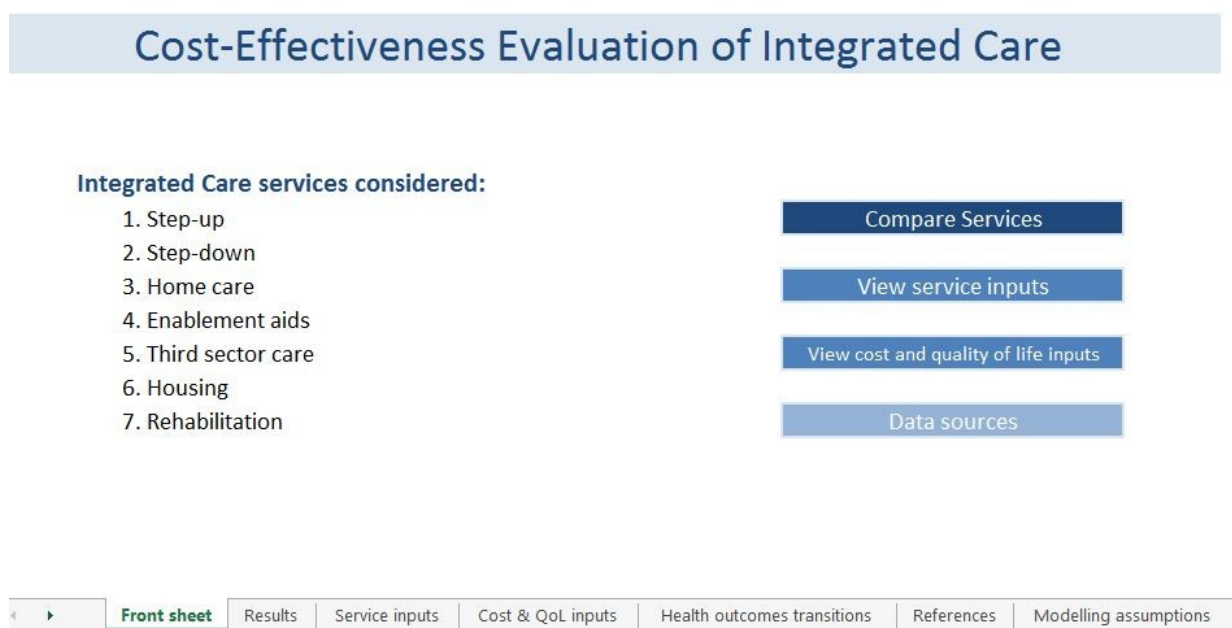 Cost-Effectiveness Evaluation of Integrated Care
Integrated Care services considered:
1. Step-up
2. Step-down
3. Home care
4. Enablement aids
5. Third sector care
6. Housing
7. Rehabilitation
Compare Services
View service inputs
View cost and quality of life inputs
Data sources
Front sheet Results Service inputs Cost & QoL inputs Health outcomes transitions References Modelling assumptions